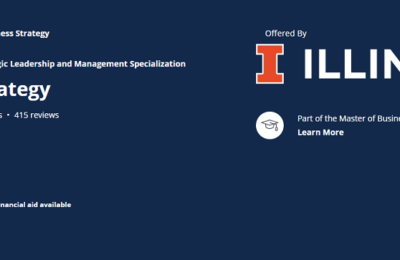 ess Strategy
gic Leadership and Management Specialization
ategy
s • 415 reviews
nancial aid available
Offered By
I ILLIN
Part of the Master of Busine
Learn More